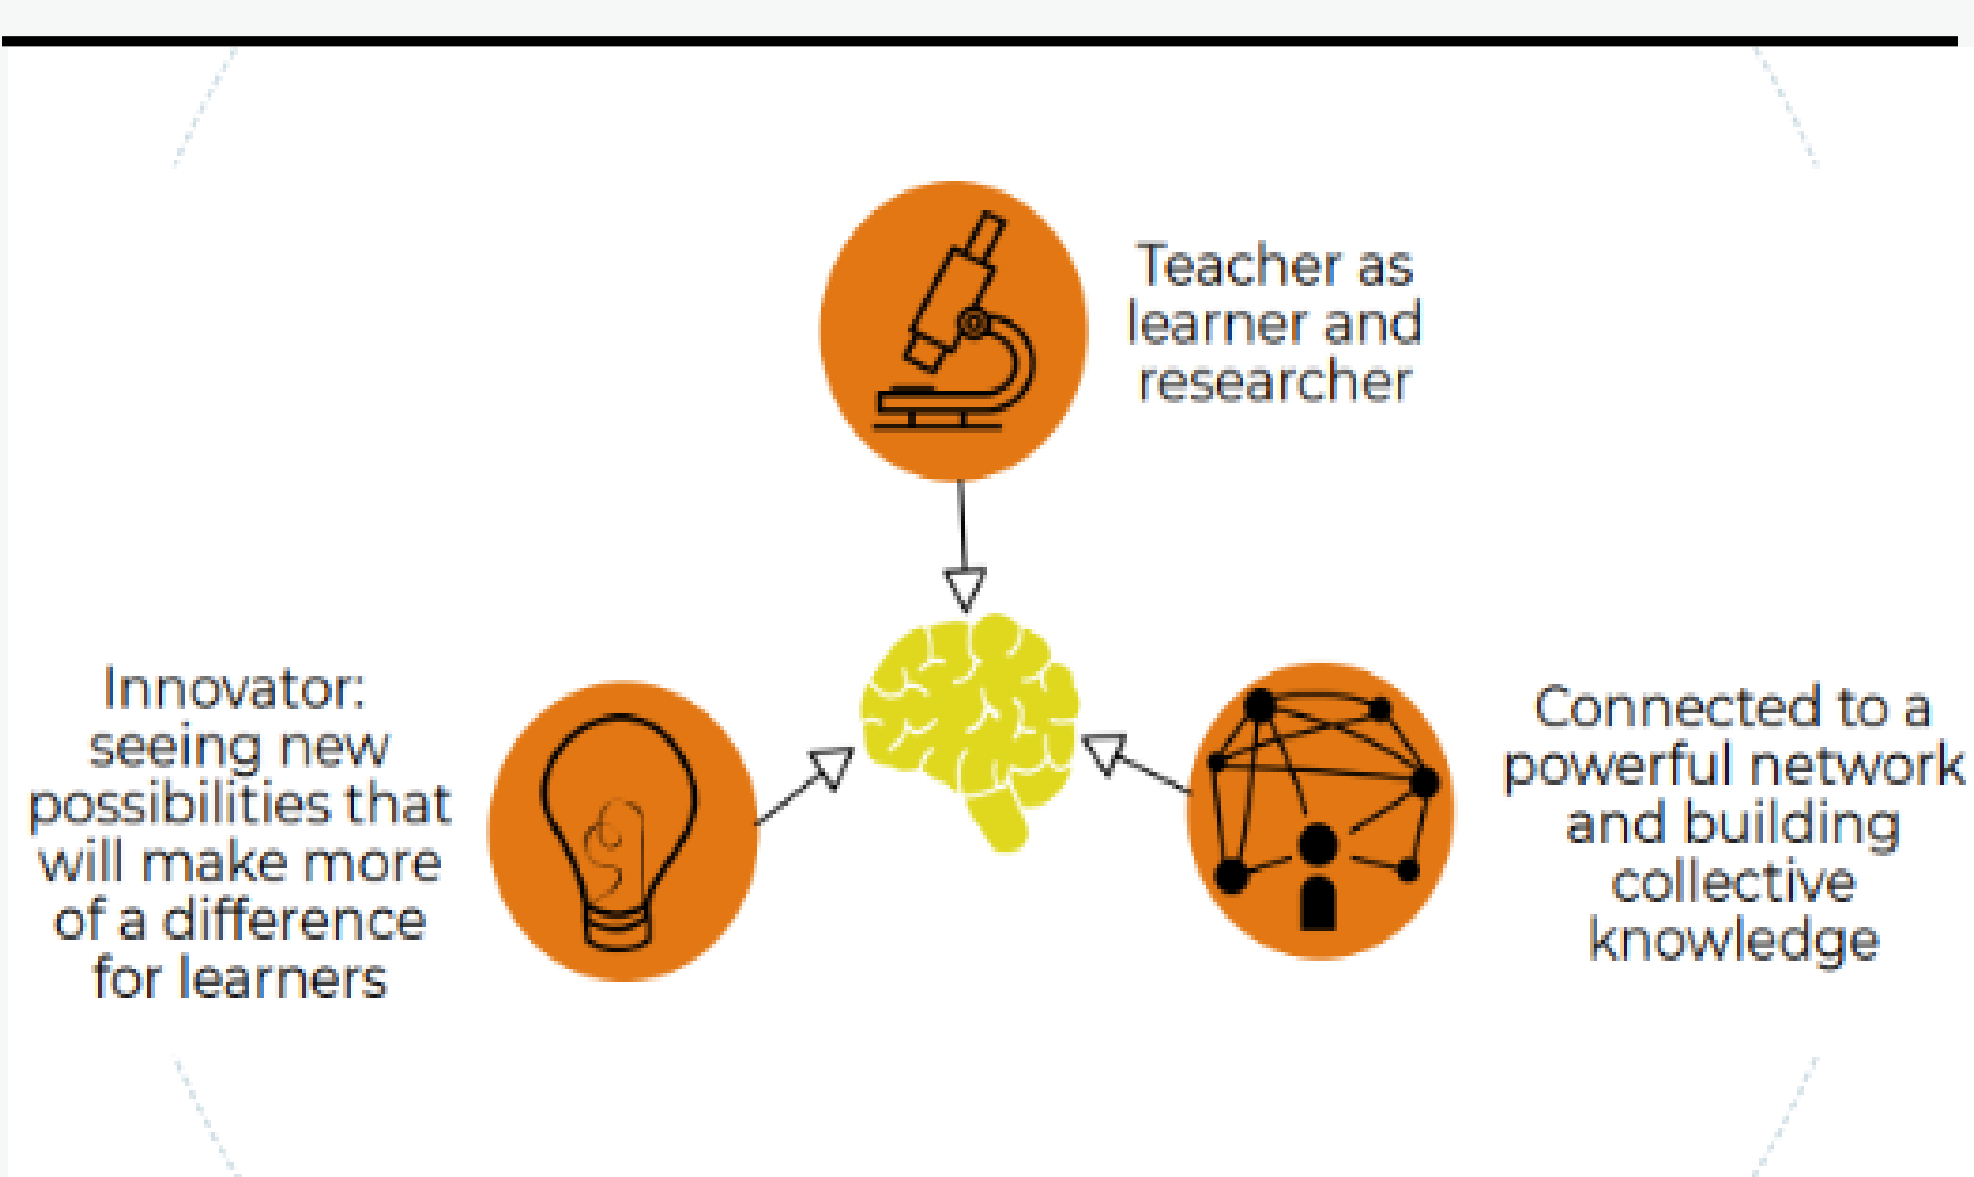 Teacher as
learner and
researcher
Innovator:
seeing new
possibilities that
will make more
of a difference
for learners
Connected to a
powerful network
and building
collective
knowledge